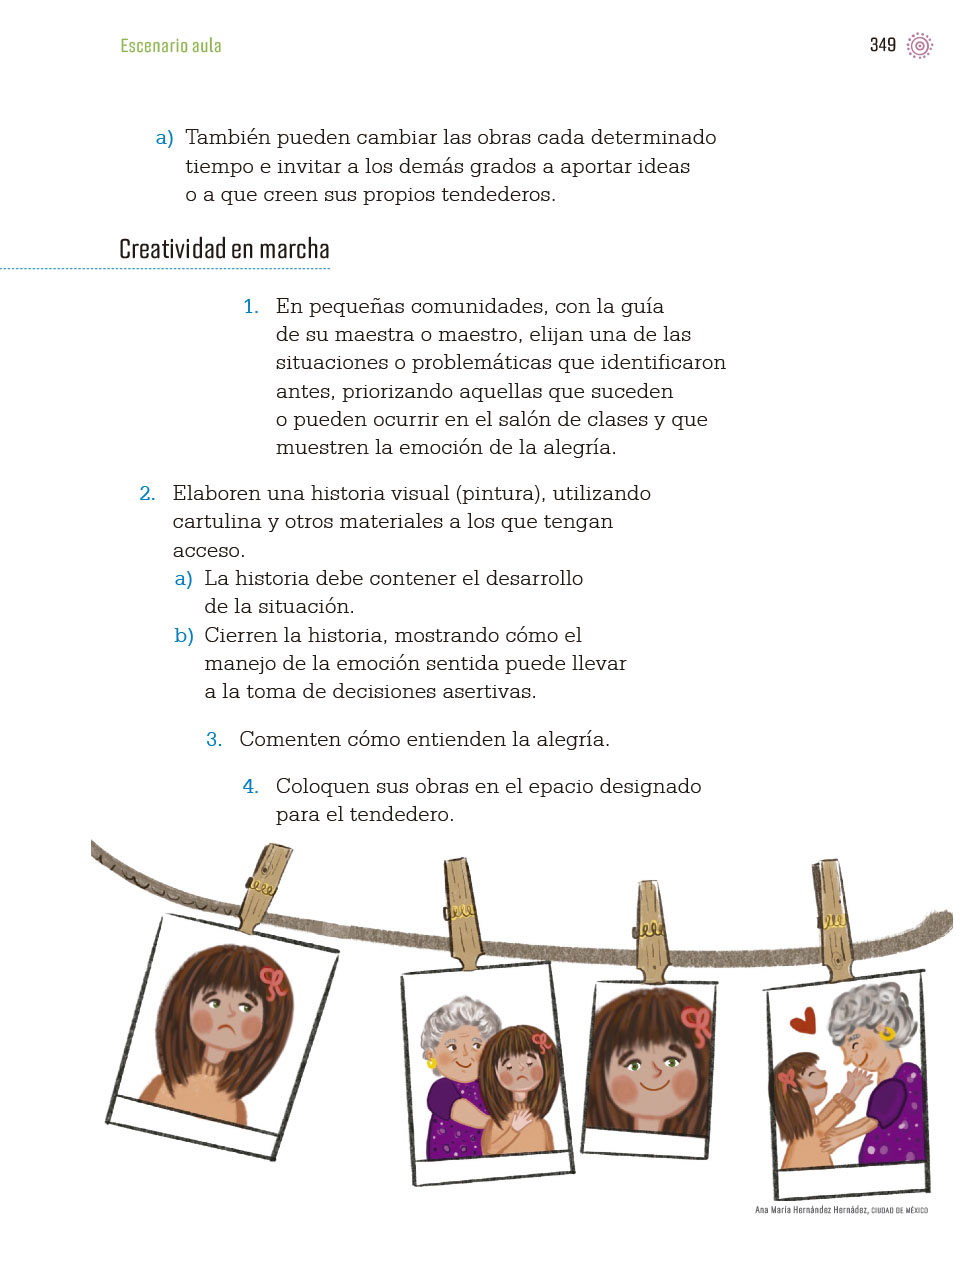 Escenario aula
349
a) También pueden cambiar las obras cada determinado
tiempo e invitar a los demás grados a aportar ideas
o a que creen sus propios tendederos.
Creatividad en marcha
1. En pequeñas comunidades, con la guía
de su maestra o maestro, elijan una de las
situaciones o problemáticas que identificaron
antes, priorizando aquellas que suceden
o pueden ocurrir en el salón de clases y que
muestren la emoción de la alegría.
2. Elaboren una historia visual (pintura), utilizando
cartulina y otros materiales a los que tengan
acceso.
a) La historia debe contener el desarrollo
de la situación.
b) Cierren la historia, mostrando cómo el
manejo de la emoción sentida puede llevar
a la toma de decisiones asertivas.
3. Comenten cómo entienden la alegría.
4. Coloquen sus obras en el epacio designado
para el tendedero.
Ana María Hernández Hernádez, CIUDAD DE MÉXICO